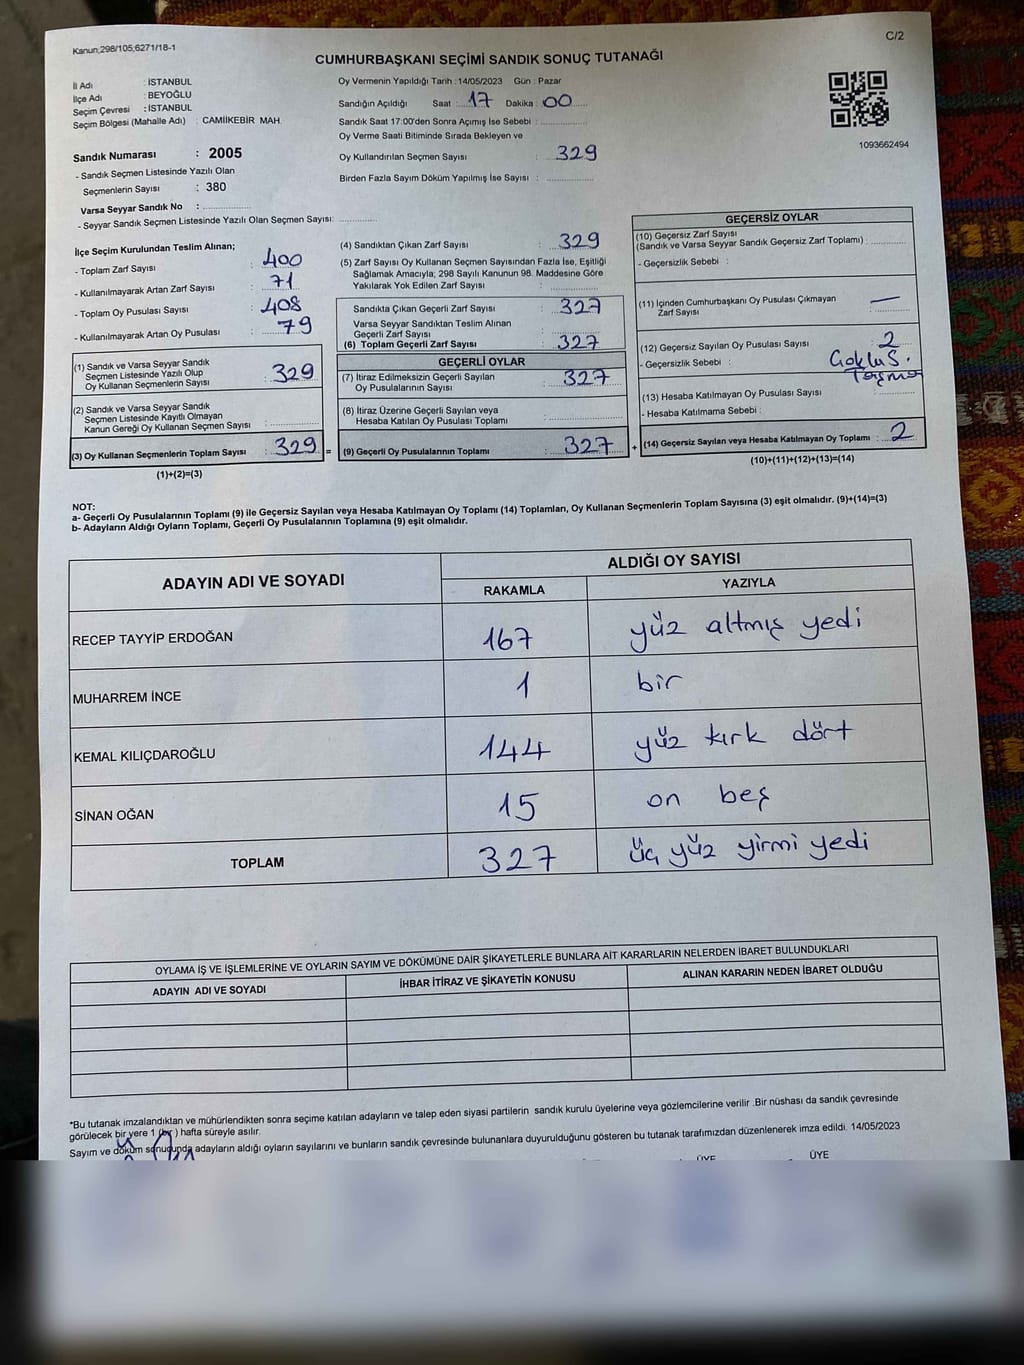 Kanun;298/105;6271/18-1
C/2
CUMHURBAŞKANI SEÇİMİ SANDIK SONUÇ TUTANAĞI
İl Adı : İSTANBUL
İlçe Adı : BEYOĞLU
Seçim Çevresi : İSTANBUL
Seçim Bölgesi (Mahalle Adı) : CAMİİKEBİR MAH.
Oy Vermenin Yapıldığı Tarih :14/05/2023 Gün : Pazar
Sandığın Açıldığı Saat : 17 Dakika : 00
Sandık Saat 17:00'den Sonra Açımış İse Sebebi :
Oy Verme Saati Bitiminde Sırada Bekleyen ve
Oy Kullandırılan Seçmen Sayısı : 329
Birden Fazla Sayım Döküm Yapılmış İse Sayısı :
1093662494
Sandık Numarası : 2005
- Sandık Seçmen Listesinde Yazılı Olan
Seçmenlerin Sayısı : 380
Varsa Seyyar Sandık No :
- Seyyar Sandık Seçmen Listesinde Yazılı Olan Seçmen Sayısı:
İlçe Seçim Kurulundan Teslim Alınan;
- Toplam Zarf Sayısı : 400
- Kullanılmayarak Artan Zarf Sayısı : 71
- Toplam Oy Pusulası Sayısı : 408
- Kullanılmayarak Artan Oy Pusulası : 79
(1) Sandık ve Varsa Seyyar Sandık
Seçmen Listesinde Yazılı Olup
Oy Kullanan Seçmenlerin Sayısı : 329
(2) Sandık ve Varsa Seyyar Sandık
Seçmen Listesinde Kayıtlı Olmayan
Kanun Gereği Oy Kullanan Seçmen Sayısı :
(3) Oy Kullanan Seçmenlerin Toplam Sayısı : 329 =
(1)+(2)=(3)
(4) Sandıktan Çıkan Zarf Sayısı : 329
(5) Zarf Sayısı Oy Kullanan Seçmen Sayısından Fazla İse, Eşitliği
Sağlamak Amacıyla; 298 Sayılı Kanunun 98. Maddesine Göre
Yakılarak Yok Edilen Zarf Sayısı :
Sandıkta Çıkan Geçerli Zarf Sayısı : 327
Varsa Seyyar Sandıktan Teslim Alınan
Geçerli Zarf Sayısı :
(6) Toplam Geçerli Zarf Sayısı : 327
GEÇERLİ OYLAR
(7) İtiraz Edilmeksizin Geçerli Sayılan
Oy Pusulalarının Sayısı : 327
(8) İtiraz Üzerine Geçerli Sayılan veya
Hesaba Katılan Oy Pusulası Toplamı :
(9) Geçerli Oy Pusulalarının Toplamı : 327 +
GEÇERSİZ OYLAR
(10) Geçersiz Zarf Sayısı
(Sandık ve Varsa Seyyar Sandık Geçersiz Zarf Toplamı) :
- Geçersizlik Sebebi :
(11) İçinden Cumhurbaşkanı Oy Pusulası Çıkmayan
Zarf Sayısı : —
(12) Geçersiz Sayılan Oy Pusulası Sayısı : 2
- Geçersizlik Sebebi :
Taşma
(13) Hesaba Katılmayan Oy Pusulası Sayısı :
- Hesaba Katılmama Sebebi :
(14) Geçersiz Sayılan veya Hesaba Katılmayan Oy Toplamı : 2
(10)+(11)+(12)+(13)=(14)
NOT:
a- Geçerli Oy Pusulalarının Toplamı (9) ile Geçersiz Sayılan veya Hesaba Katılmayan Oy Toplamı (14) Toplamları, Oy Kullanan Seçmenlerin Toplam Sayısına (3) eşit olmalıdır. (9)+(14)=(3)
b- Adayların Aldığı Oyların Toplamı, Geçerli Oy Pusulalarının Toplamına (9) eşit olmalıdır.
ADAYIN ADI VE SOYADI
ALDIĞI OY SAYISI
RAKAMLA YAZIYLA
RECEP TAYYİP ERDOĞAN 167 yüz altmış yedi
MUHARREM İNCE 1 bir
KEMAL KILIÇDAROĞLU 144 yüz kırk dört
SİNAN OĞAN 15 on beş
TOPLAM 327 üç yüz yirmi yedi
OYLAMA İŞ VE İŞLEMLERİNE VE OYLARIN SAYIM VE DÖKÜMÜNE DAİR ŞİKAYETLERLE BUNLARA AİT KARARLARIN NELERDEN İBARET BULUNDUKLARI
ADAYIN ADI VE SOYADI İHBAR İTİRAZ VE ŞİKAYETİN KONUSU ALINAN KARARIN NEDEN İBARET OLDUĞU
*Bu tutanak imzalandıktan ve mühürlendikten sonra seçime katılan adayların ve talep eden siyasi partilerin sandık kurulu üyelerine veya gözlemcilerine verilir .Bir nüshası da sandık çevresinde
görülecek bir yere 1 (bir ) hafta süreyle asılır.
Sayım ve döküm sonucunda adayların aldığı oyların sayılarını ve bunların sandık çevresinde bulunanlara duyurulduğunu gösteren bu tutanak tarafımızdan düzenlenerek imza edildi. 14/05/2023
ÜYE ÜYE